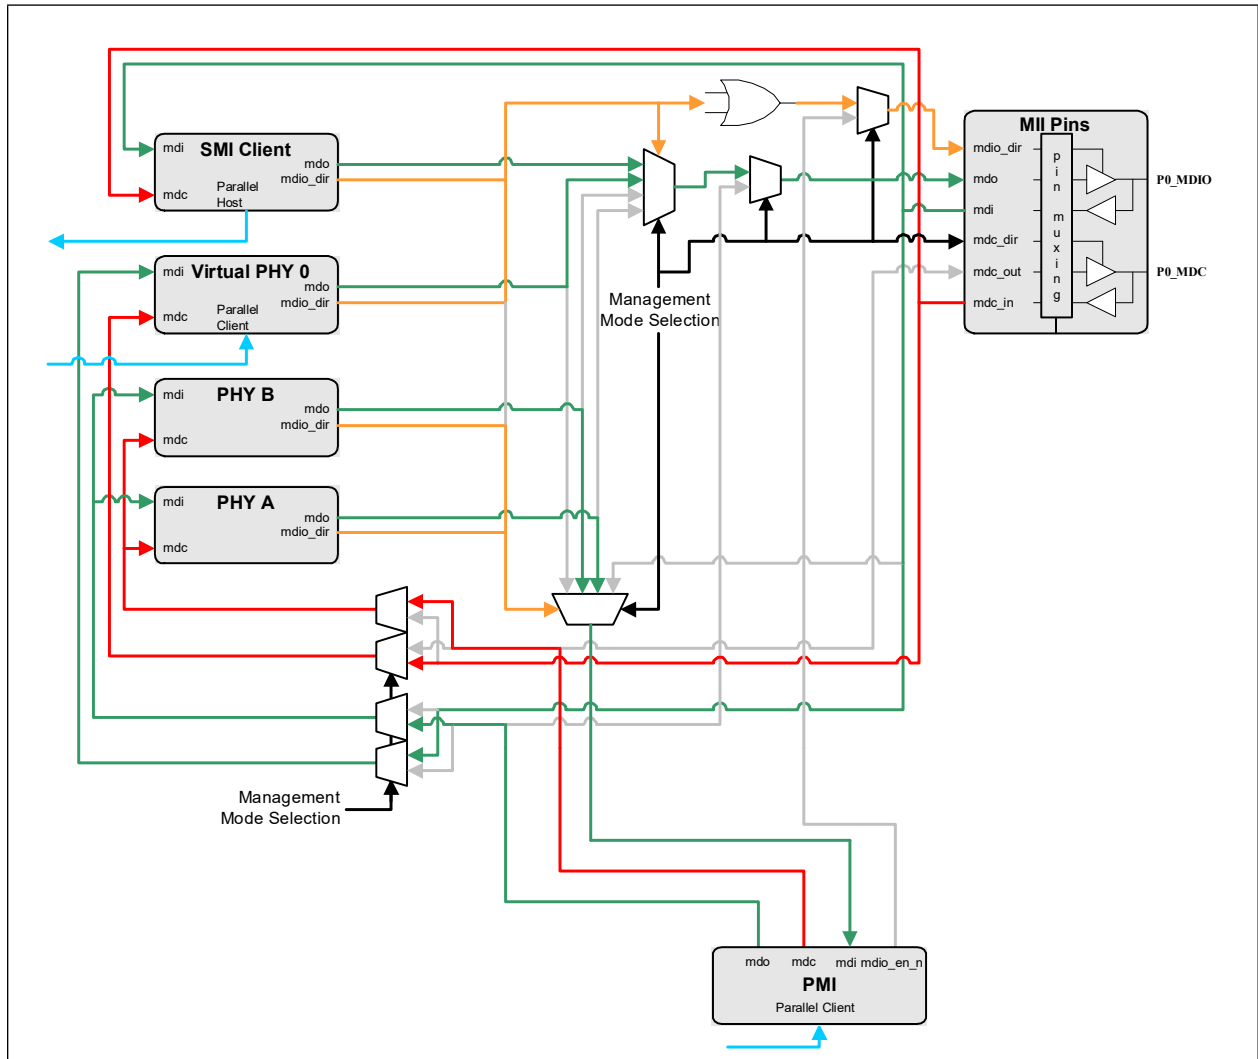 SMI Client
mdi
mdc
Parallel
Host
mdo
mdio_dir
Virtual PHY 0
mdi
mdc
Parallel
Client
mdo
mdio_dir
PHY B
mdi
mdc
mdo
mdio_dir
PHY A
mdi
mdc
mdo
mdio_dir
Management
Mode Selection
MII Pins
mdio_dir
mdo
mdi
mdc_dir
mdc_out
mdc_in
pin muxing
P0_MDIO
P0_MDC
Management
Mode Selection
mdo
mdc
mdi
mdio_en_n
PMI
Parallel Client